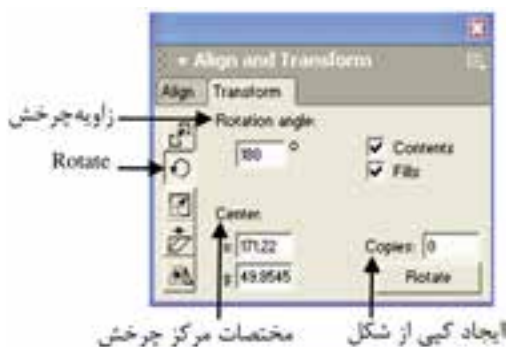 Align and Transform
Align Transform
زاویه چرخش
Rotation angle:
180 °
Contents
Rotate
Fills
Center:
x: 171.22
Copies: 0
y: 49.9545
Rotate
مختصات مرکز چرخش
ایجاد کپی از شکل